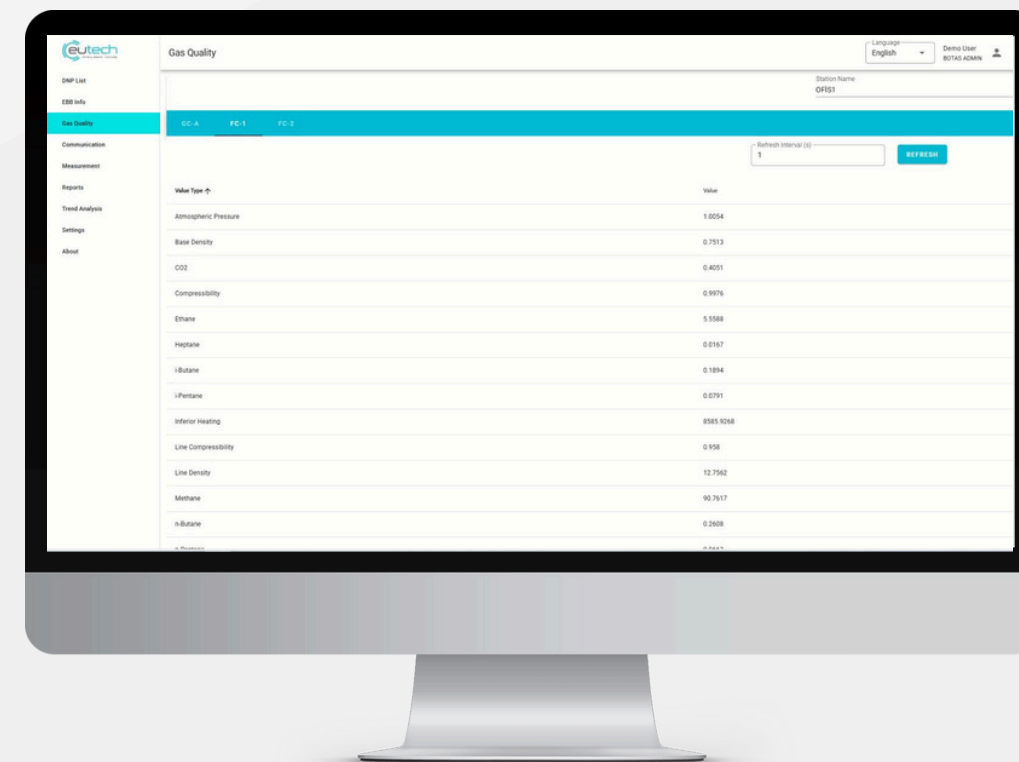 eutech
Gas Quality
Language
English
Demo User
BOTAS ADMIN
DNP List
EBB Info
Gas Quality
Communication
Measurement
Reports
Trend Analysis
Settings
About
Station Name
OFİS1
GC-A FC-1 FC-2
Refresh Interval (s)
1
REFRESH
Value Type ↑ Value
Atmospheric Pressure 1.0054
Base Density 0.7513
CO2 0.4051
Compressibility 0.9976
Ethane 5.5588
Heptane 0.0167
i-Butane 0.1894
i-Pentane 0.0791
Inferior Heating 8585.9268
Line Compressibility 0.958
Line Density 12.7562
Methane 90.7617
n-Butane 0.2608